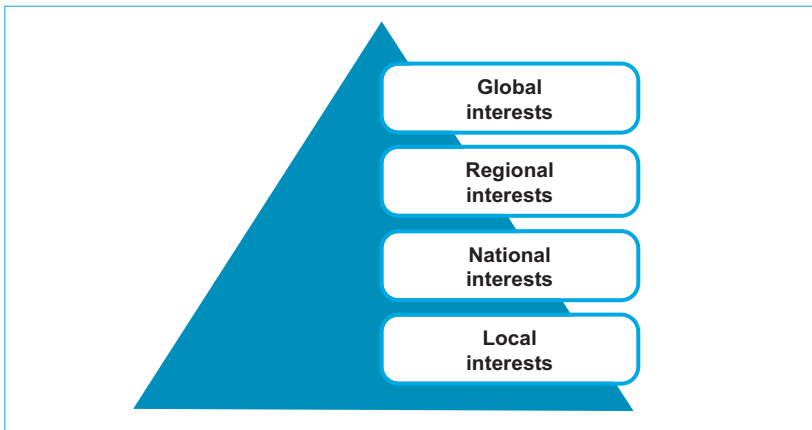 Global
interests
Regional
interests
National
interests
Local
interests